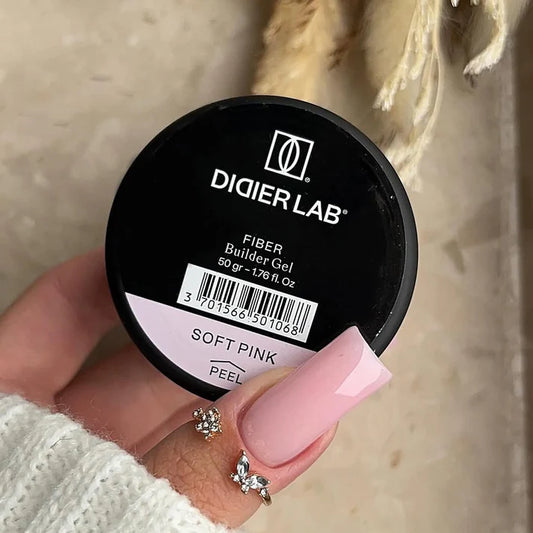 DIDIER LAB®
FIBER
Builder Gel
50 gr – 1.76 fl. Oz
3 701566 501068
SOFT PINK
PEEL